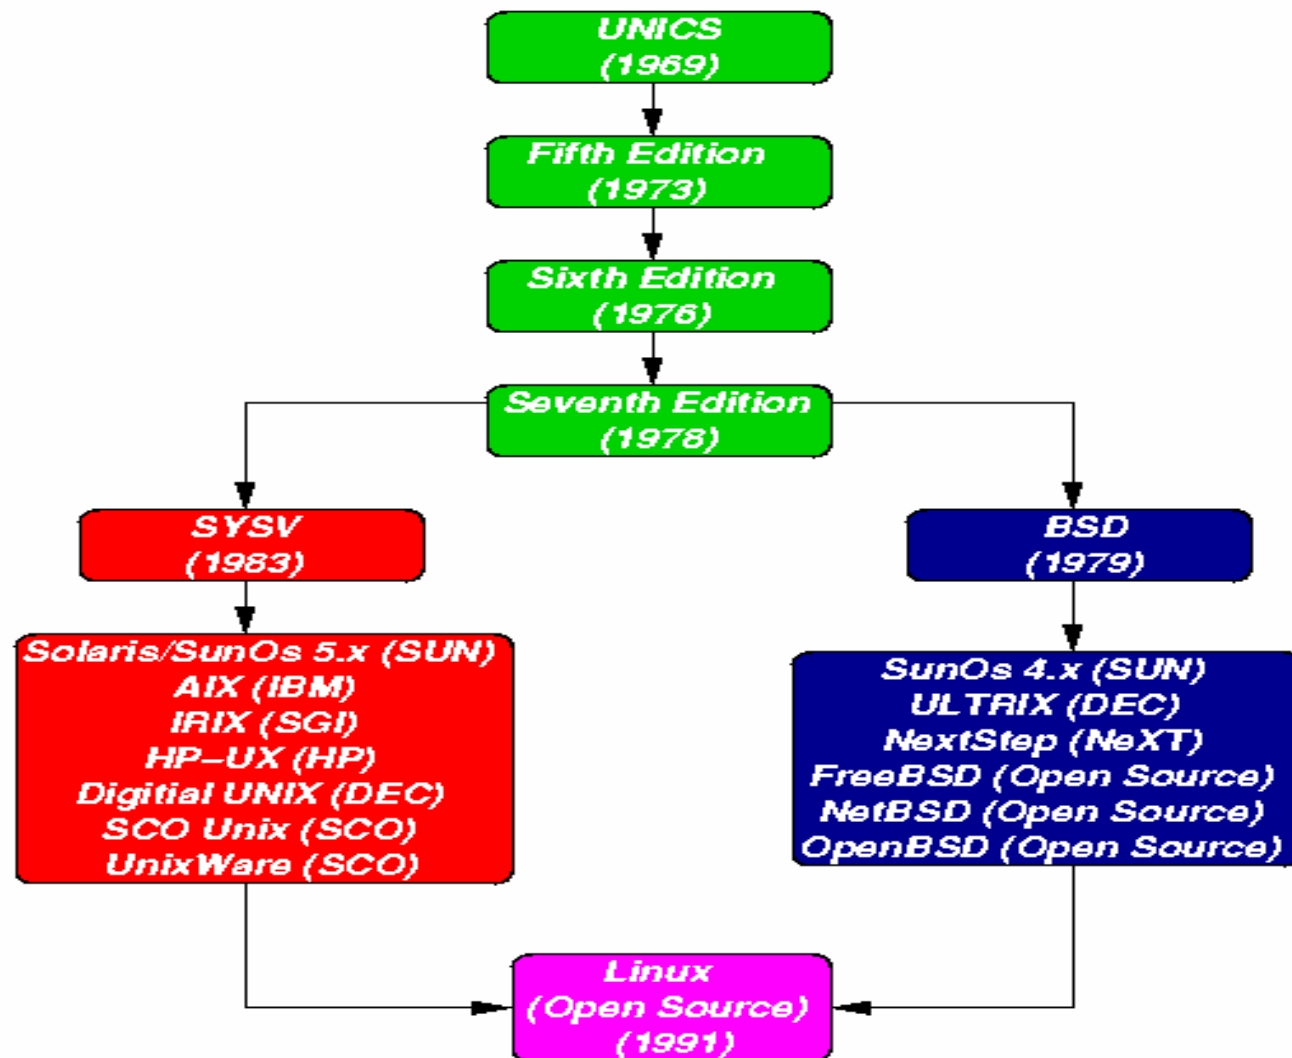 UNICS
(1969)
Fifth Edition
(1973)
Sixth Edition
(1976)
Seventh Edition
(1978)
SYSV
(1983)
BSD
(1979)
Solaris/SunOs 5.x (SUN)
AIX (IBM)
IRIX (SGI)
HP-UX (HP)
Digitial UNIX (DEC)
SCO Unix (SCO)
UnixWare (SCO)
SunOs 4.x (SUN)
ULTRIX (DEC)
NextStep (NeXT)
FreeBSD (Open Source)
NetBSD (Open Source)
OpenBSD (Open Source)
Linux
(Open Source)
(1991)